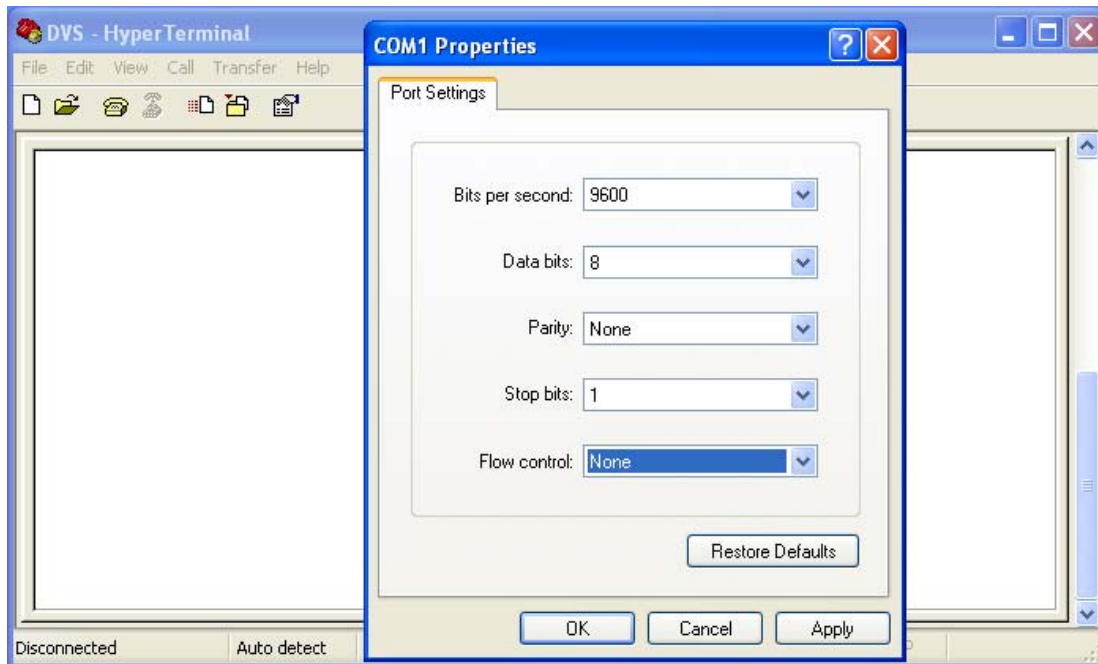 DVS - HyperTerminal
File Edit View Call Transfer Help
COM1 Properties
Port Settings
Bits per second: 9600
Data bits: 8
Parity: None
Stop bits: 1
Flow control: None
Restore Defaults
OK Cancel Apply
Disconnected Auto detect